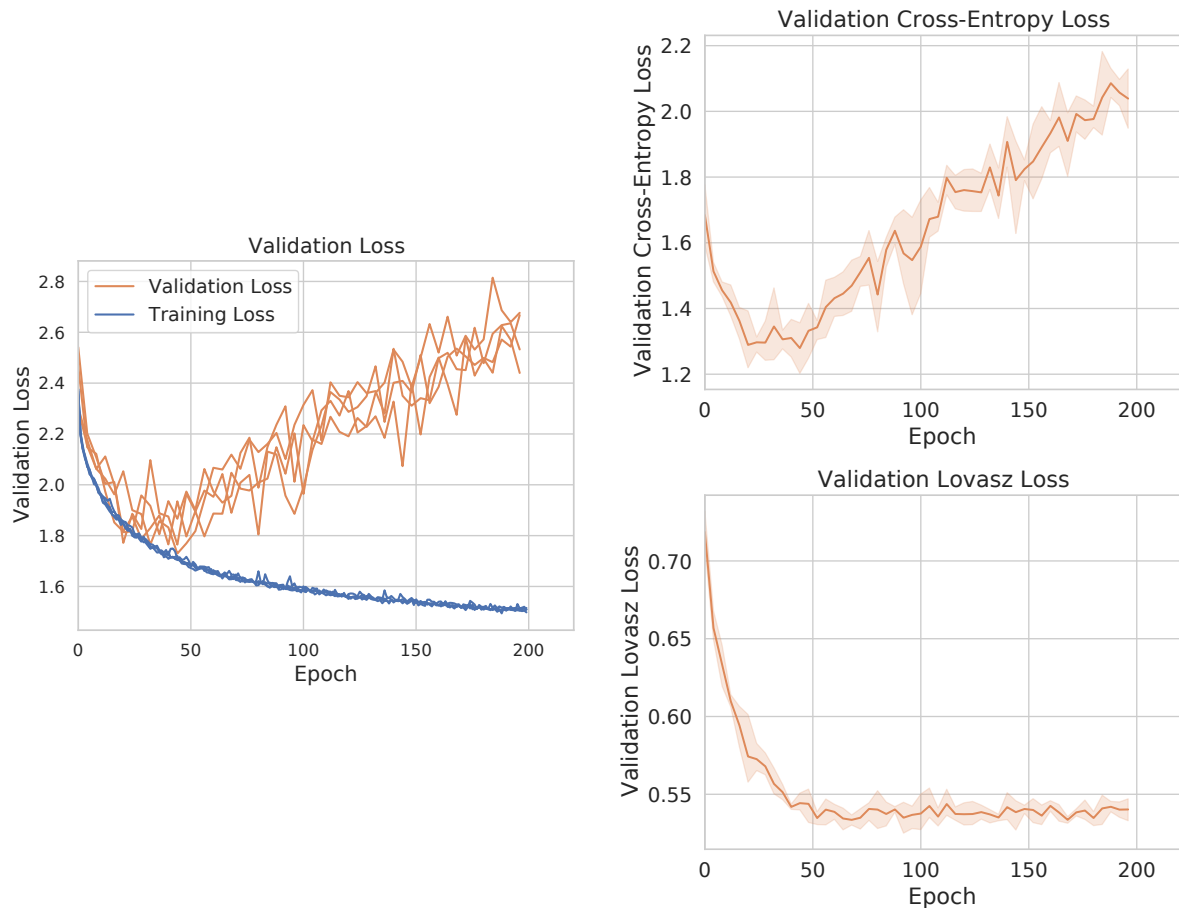 Validation Loss
Validation Loss
Training Loss
2.8
2.6
2.4
2.2
2.0
1.8
1.6
Validation Loss
0 50 100 150 200
Epoch
Validation Cross-Entropy Loss
2.2
2.0
1.8
1.6
1.4
1.2
Validation Cross-Entropy Loss
0 50 100 150 200
Epoch
Validation Lovasz Loss
0.70
0.65
0.60
0.55
Validation Lovasz Loss
0 50 100 150 200
Epoch